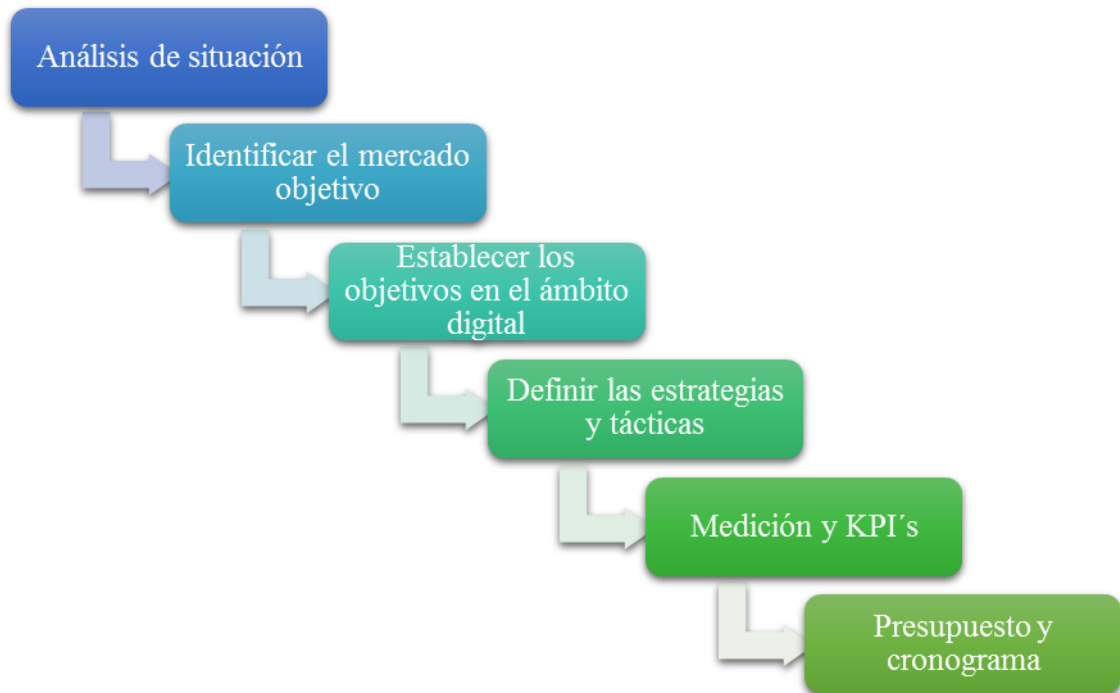 Análisis de situación
Identificar el mercado
objetivo
Establecer los
objetivos en el ámbito
digital
Definir las estrategias
y tácticas
Medición y KPI´s
Presupuesto y
cronograma